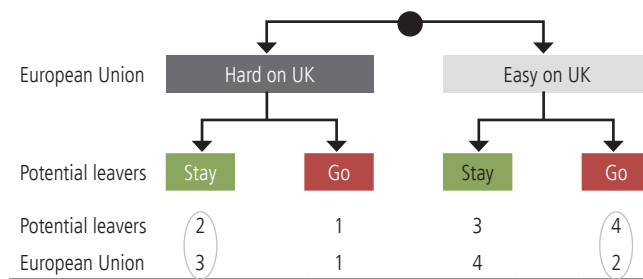 European Union Hard on UK Easy on UK
Potential leavers Stay Go Stay Go
Potential leavers 2 1 3 4
European Union 3 1 4 2